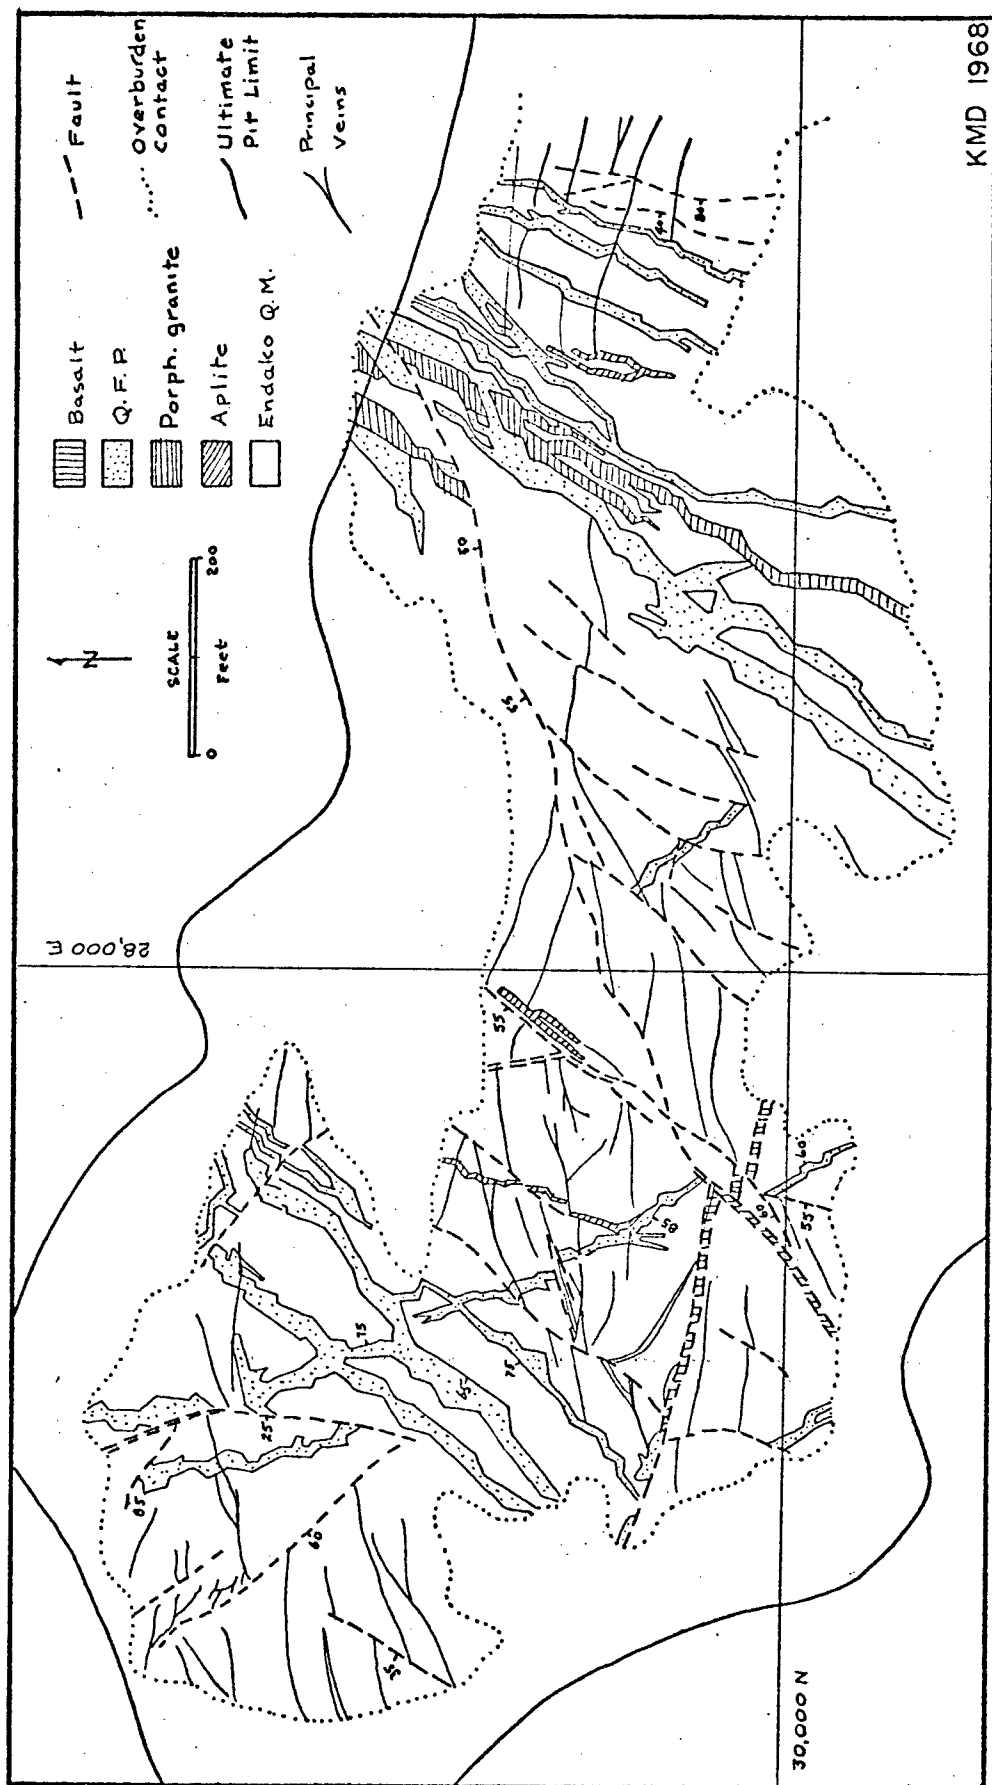 Basalt
Q.F.P.
Porph. granite
Aplite
Endako Q.M.
Fault
Overburden
contact
Ultimate
Pit Limit
Principal
Veins
N
SCALE
0 200
Feet
28,000 E
30,000 N
85
25
60
35
75
65
75
85
55
60
55
60
65
50
KMD 1968